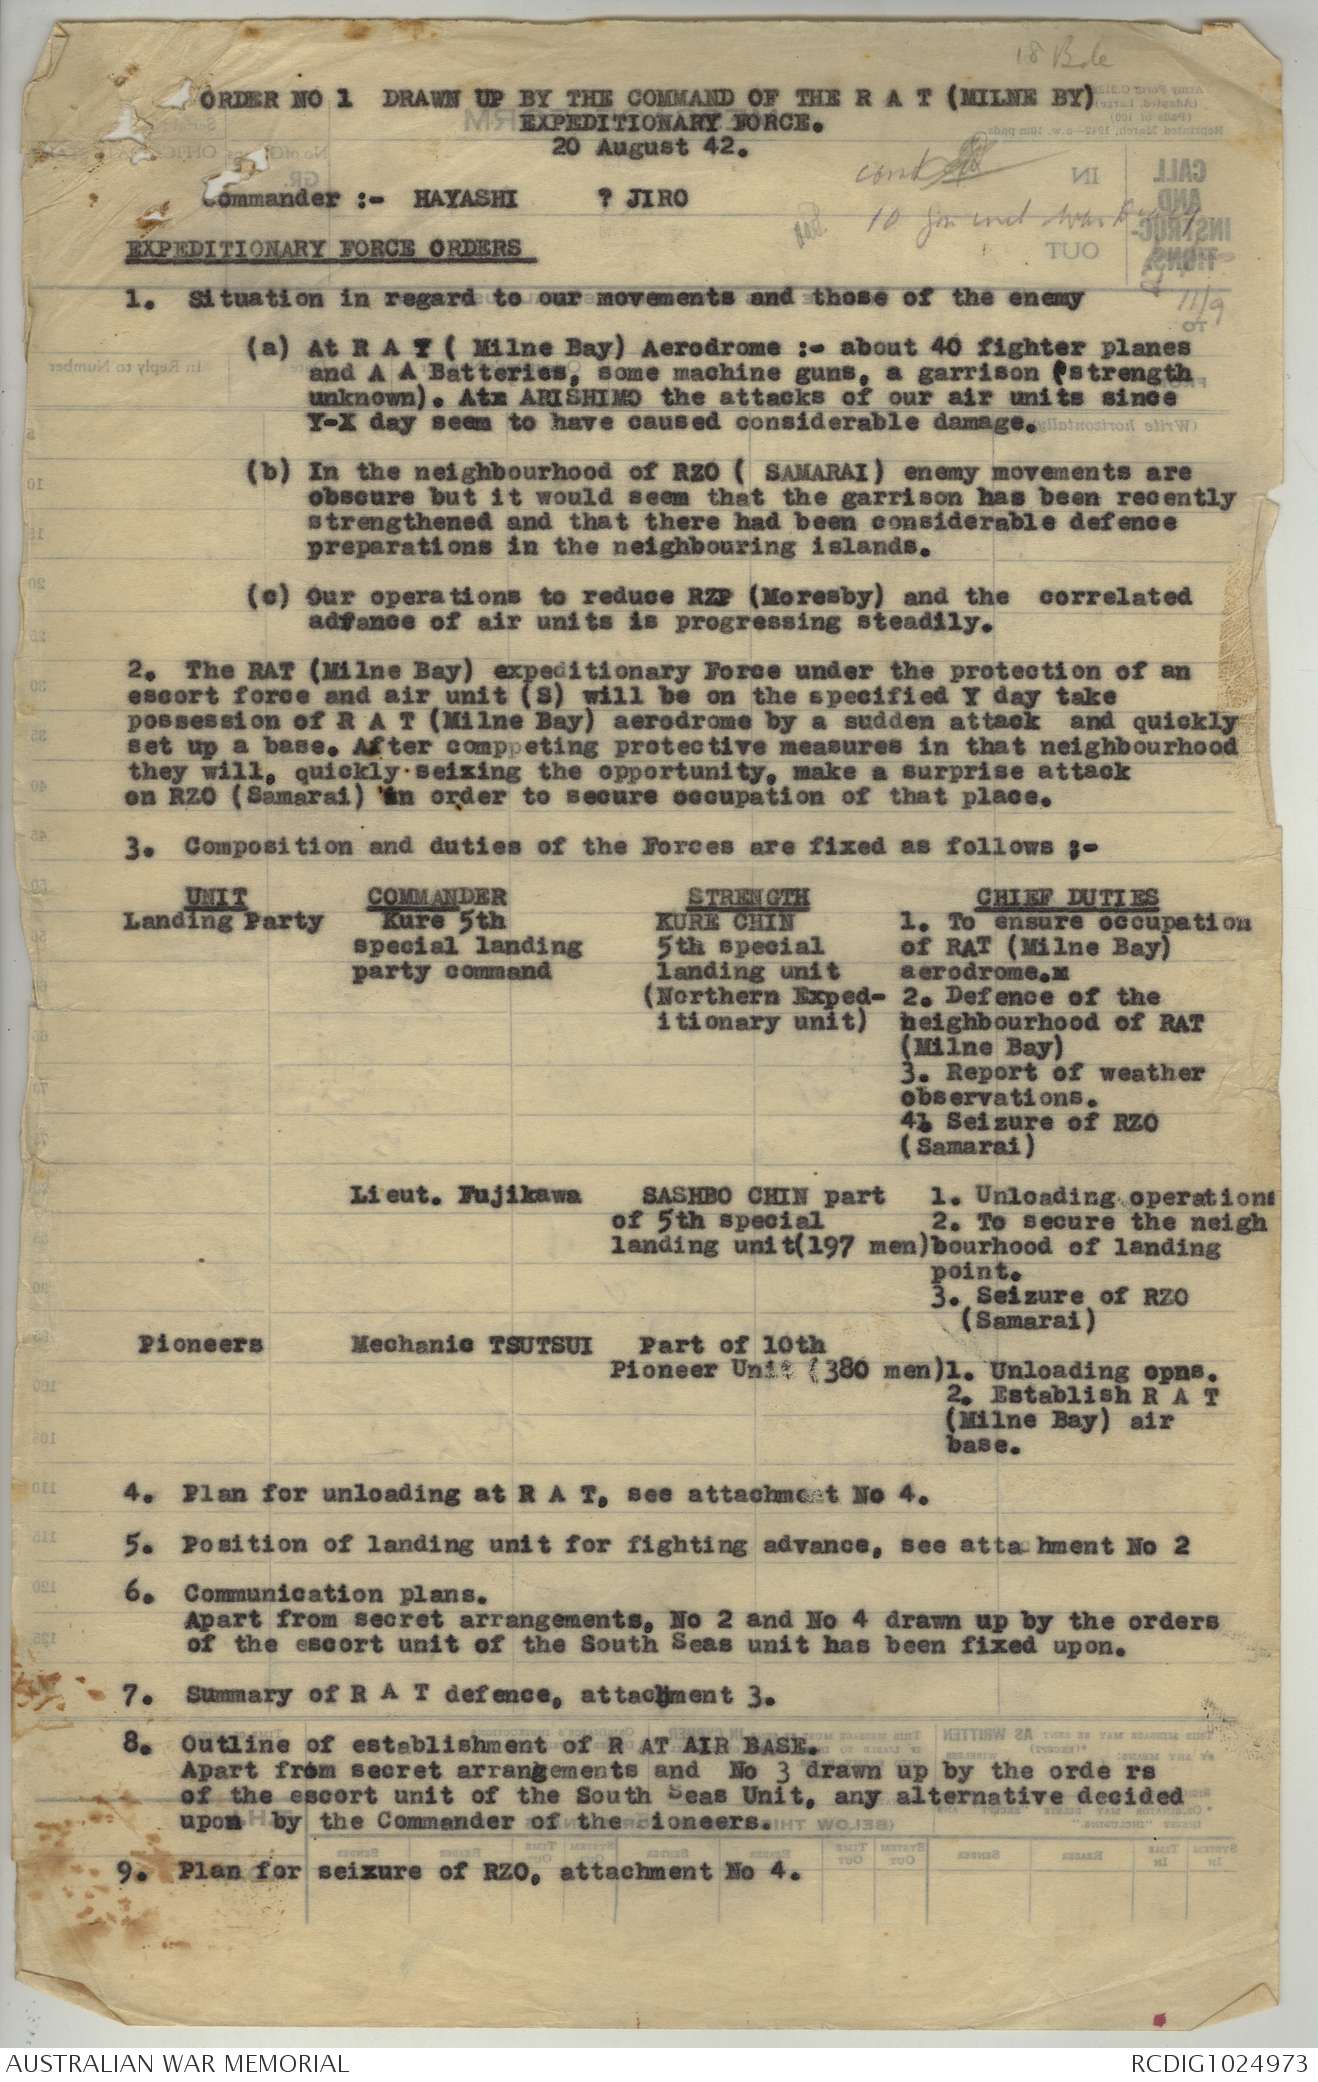 18 Bde
ORDER NO 1 DRAWN UP BY THE COMMAND OF THE R A T (MILNE BY)
EXPEDITIONARY FORCE.
20 August 42.
Commander :- HAYASHI ? JIRO
EXPEDITIONARY FORCE ORDERS
11/9
1. Situation in regard to our movements and those of the enemy
(a) At R A T ( Milne Bay) Aerodrome :- about 40 fighter planes
and A A Batteries, some machine guns, a garrison (strength
unknown). Atx ARISHIMO the attacks of our air units since
Y-X day seem to have caused considerable damage.
(b) In the neighbourhood of RZO ( SAMARAI) enemy movements are
obscure but it would seem that the garrison has been recently
strengthened and that there had been considerable defence
preparations in the neighbouring islands.
(c) Our operations to reduce RZP (Moresby) and the correlated
advance of air units is progressing steadily.
2. The RAT (Milne Bay) expeditionary Force under the protection of an
escort force and air unit (S) will be on the specified Y day take
possession of R A T (Milne Bay) aerodrome by a sudden attack and quickly
set up a base. After comppeting protective measures in that neighbourhood
they will, quickly seixing the opportunity, make a surprise attack
on RZO (Samarai) in order to secure occupation of that place.
3. Composition and duties of the Forces are fixed as follows :-
UNIT COMMANDER STRENGTH CHIEF DUTIES
Landing Party Kure 5th KURE CHIN 1. To ensure occupation
special landing 5th special of RAT (Milne Bay)
party command landing unit aerodrome.x
(Northern Exped- 2. Defence of the
itionary unit) neighbourhood of RAT
(Milne Bay)
3. Report of weather
observations.
4. Seizure of RZO
(Samarai)
Lieut. Fujikawa SASHBO CHIN part 1. Unloading operations
of 5th special 2. To secure the neigh
landing unit(197 men)bourhood of landing
point.
3. Seizure of RZO
(Samarai)
Pioneers Mechanic TSUTSUI Part of 10th
Pioneer Unit (380 men)1. Unloading opns.
2. Establish R A T
(Milne Bay) air
base.
4. Plan for unloading at R A T, see attachment No 4.
5. Position of landing unit for fighting advance, see attachment No 2
6. Communication plans.
Apart from secret arrangements, No 2 and No 4 drawn up by the orders
of the escort unit of the South Seas unit has been fixed upon.
7. Summary of R A T defence, attachment 3.
8. Outline of establishment of R AT AIR BASE.
Apart from secret arrangements and No 3 drawn up by the orde rs
of the escort unit of the South Seas Unit, any alternative decided
upon by the Commander of the Pioneers.
9. Plan for seixure of RZO, attachment No 4.
AUSTRALIAN WAR MEMORIAL RCDIG1024973